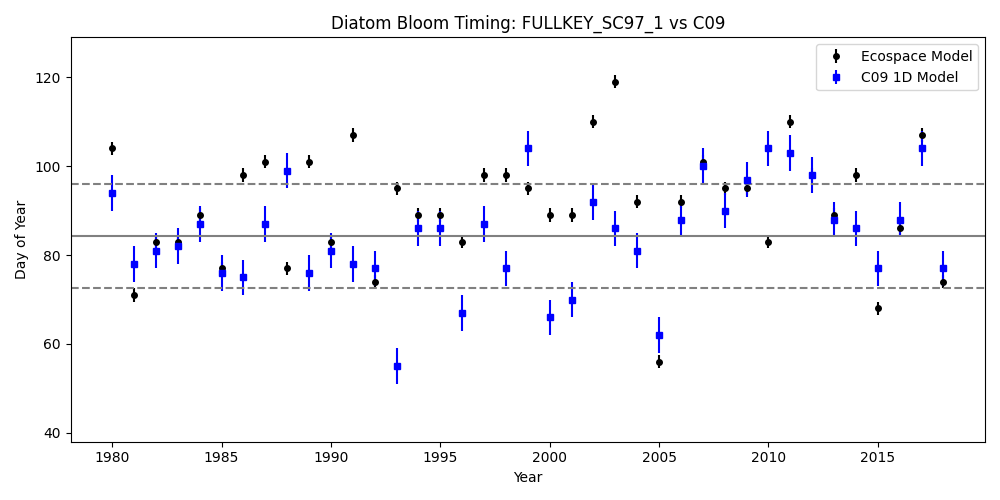 Diatom Bloom Timing: FULLKEY_SC97_1 vs C09
Ecospace Model
C09 1D Model
Day of Year
120
100
80
60
40
1980
1985
1990
1995
2000
2005
2010
2015
Year